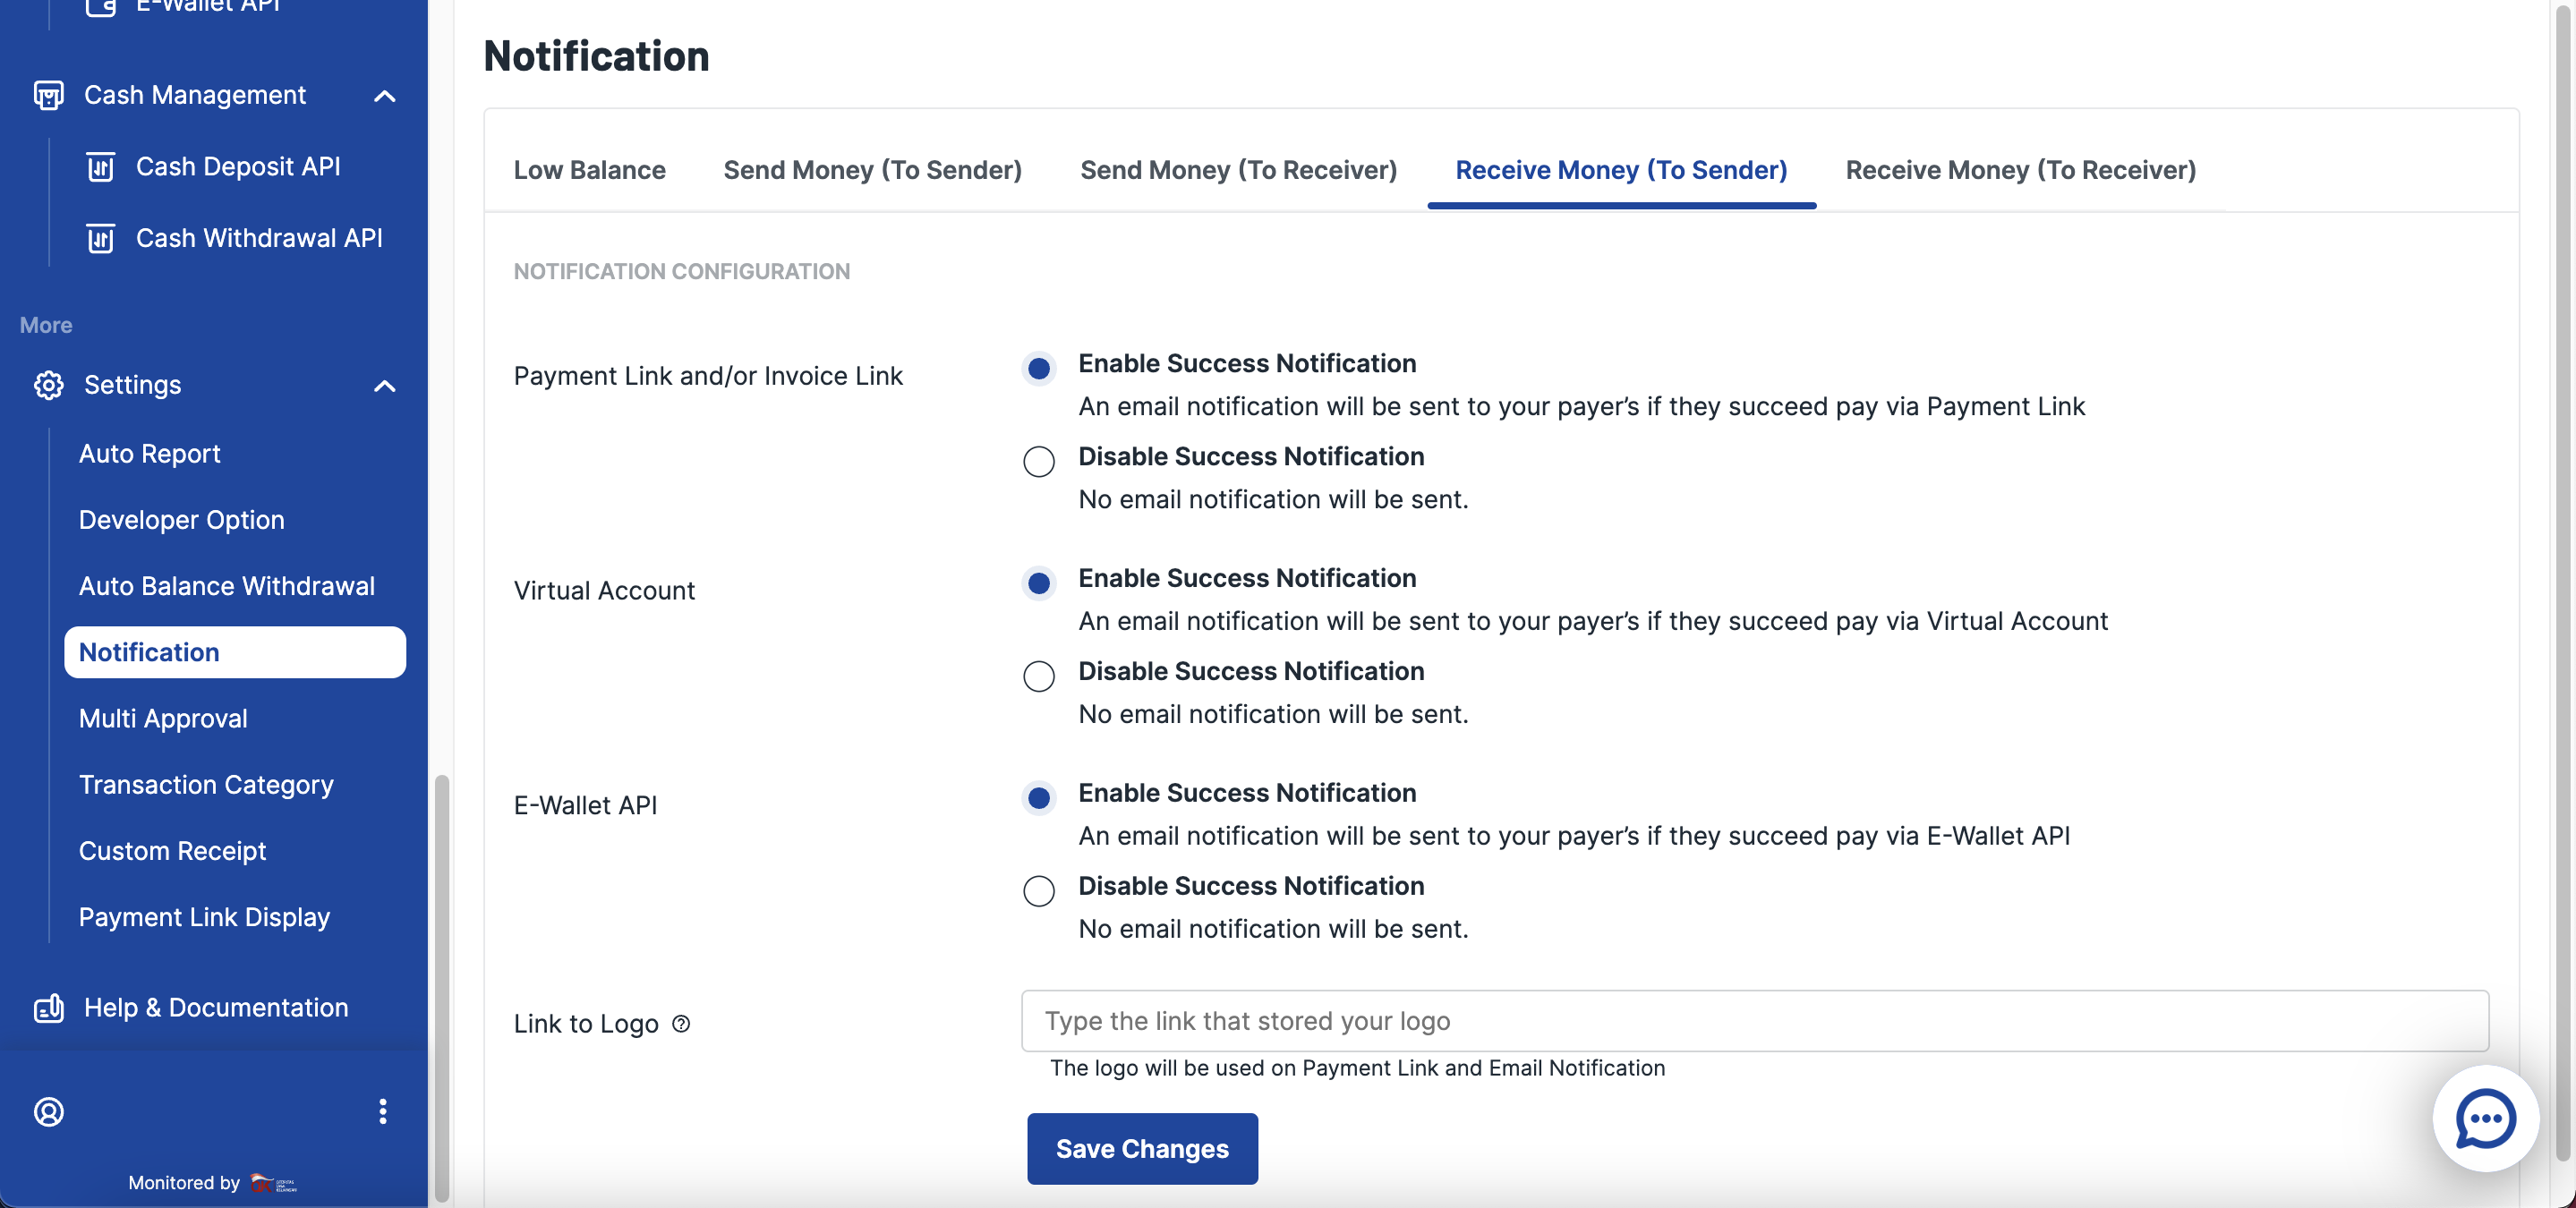 E-Wallet API
Cash Management
Cash Deposit API
Cash Withdrawal API
More
Settings
Auto Report
Developer Option
Auto Balance Withdrawal
Notification
Multi Approval
Transaction Category
Custom Receipt
Payment Link Display
Help & Documentation
Monitored by
Notification
Low Balance
Send Money (To Sender)
Send Money (To Receiver)
Receive Money (To Sender)
Receive Money (To Receiver)
NOTIFICATION CONFIGURATION
Payment Link and/or Invoice Link
Enable Success Notification
An email notification will be sent to your payer’s if they succeed pay via Payment Link
Disable Success Notification
No email notification will be sent.
Virtual Account
Enable Success Notification
An email notification will be sent to your payer’s if they succeed pay via Virtual Account
Disable Success Notification
No email notification will be sent.
E-Wallet API
Enable Success Notification
An email notification will be sent to your payer’s if they succeed pay via E-Wallet API
Disable Success Notification
No email notification will be sent.
Link to Logo
Type the link that stored your logo
The logo will be used on Payment Link and Email Notification
Save Changes